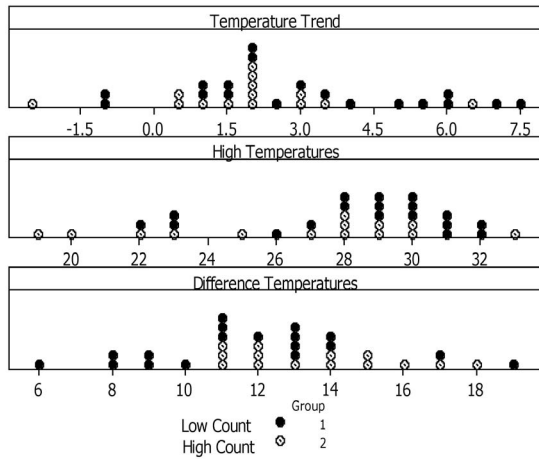 Temperature Trend
-1.5 0.0 1.5 3.0 4.5 6.0 7.5
High Temperatures
20 22 24 26 28 30 32
Difference Temperatures
6 8 10 12 14 16 18
Group
Low Count 1
High Count 2